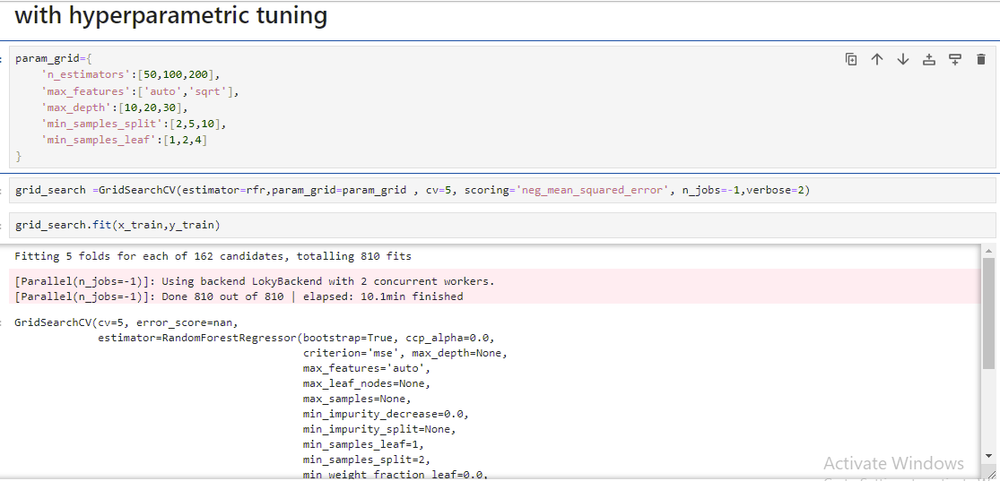 with hyperparametric tuning
param_grid={
    'n_estimators':[50,100,200],
    'max_features':['auto','sqrt'],
    'max_depth':[10,20,30],
    'min_samples_split':[2,5,10],
    'min_samples_leaf':[1,2,4]
}
grid_search =GridSearchCV(estimator=rfr,param_grid=param_grid , cv=5, scoring='neg_mean_squared_error', n_jobs=-1,verbose=2)
grid_search.fit(x_train,y_train)
Fitting 5 folds for each of 162 candidates, totalling 810 fits
[Parallel(n_jobs=-1)]: Using backend LokyBackend with 2 concurrent workers.
[Parallel(n_jobs=-1)]: Done 810 out of 810 | elapsed: 10.1min finished
GridSearchCV(cv=5, error_score=nan,
             estimator=RandomForestRegressor(bootstrap=True, ccp_alpha=0.0,
                                             criterion='mse', max_depth=None,
                                             max_features='auto',
                                             max_leaf_nodes=None,
                                             max_samples=None,
                                             min_impurity_decrease=0.0,
                                             min_impurity_split=None,
                                             min_samples_leaf=1,
                                             min_samples_split=2,
                                             min_weight_fraction_leaf=0.0,
Activate Windows